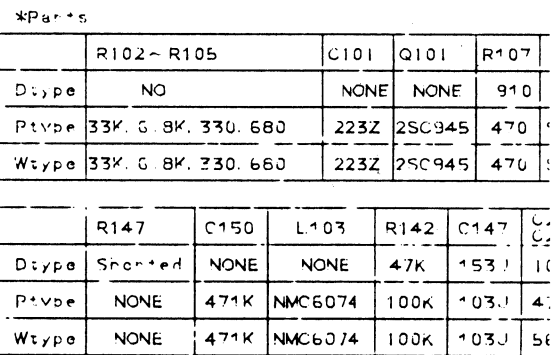 *Parts
R102~R105 C101 Q101 R107
Dtype NO NONE NONE 910
Ptype 33K. 6.8K. 330. 680 223Z 2SC945 470
Wtype 33K. 6.8K. 330. 680 223Z 2SC945 470
R147 C150 L103 R142 C147
Dtype Shorted NONE NONE 47K 153J
Ptype NONE 471K NMC6074 100K 103J
Wtype NONE 471K NMC6074 100K 103J